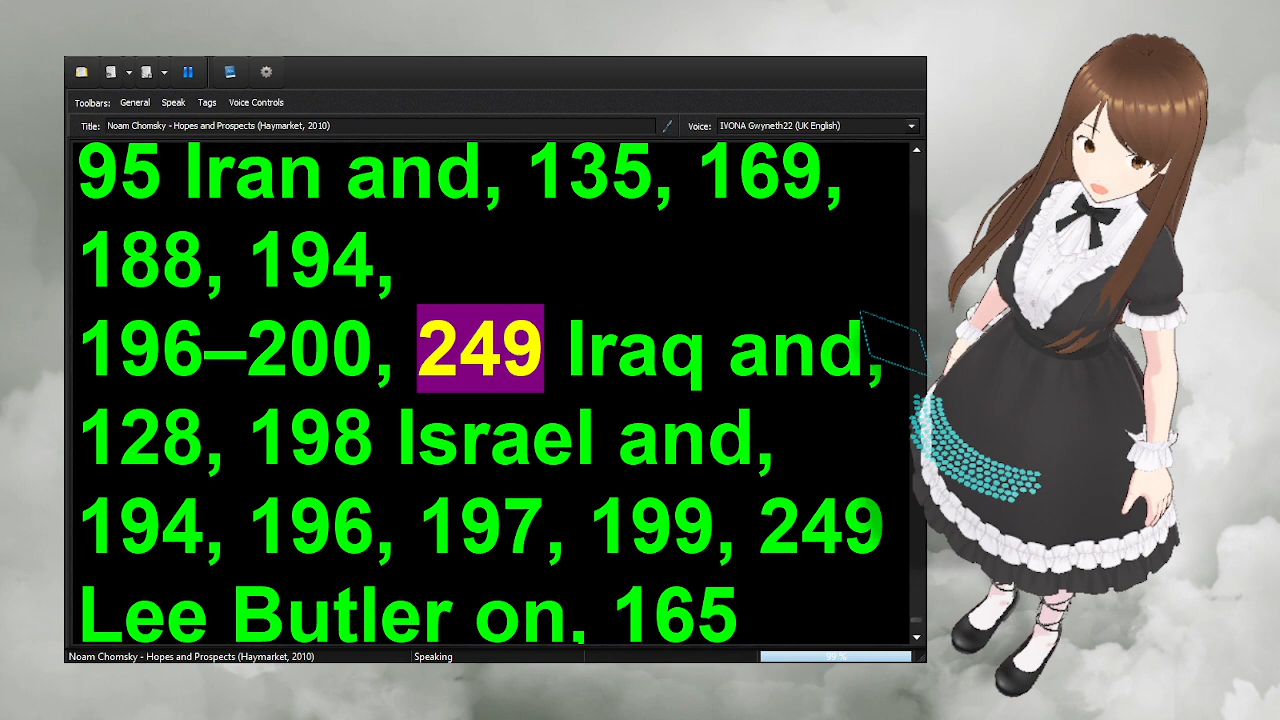 Toolbars: General Speak Tags Voice Controls
Title: Noam Chomsky - Hopes and Prospects (Haymarket, 2010) Voice: IVONA Gwyneth22 (UK English)
95 Iran and, 135, 169,
188, 194,
196–200, 249 Iraq and,
128, 198 Israel and,
194, 196, 197, 199, 249
Lee Butler on, 165
Noam Chomsky - Hopes and Prospects (Haymarket, 2010) Speaking 99 %